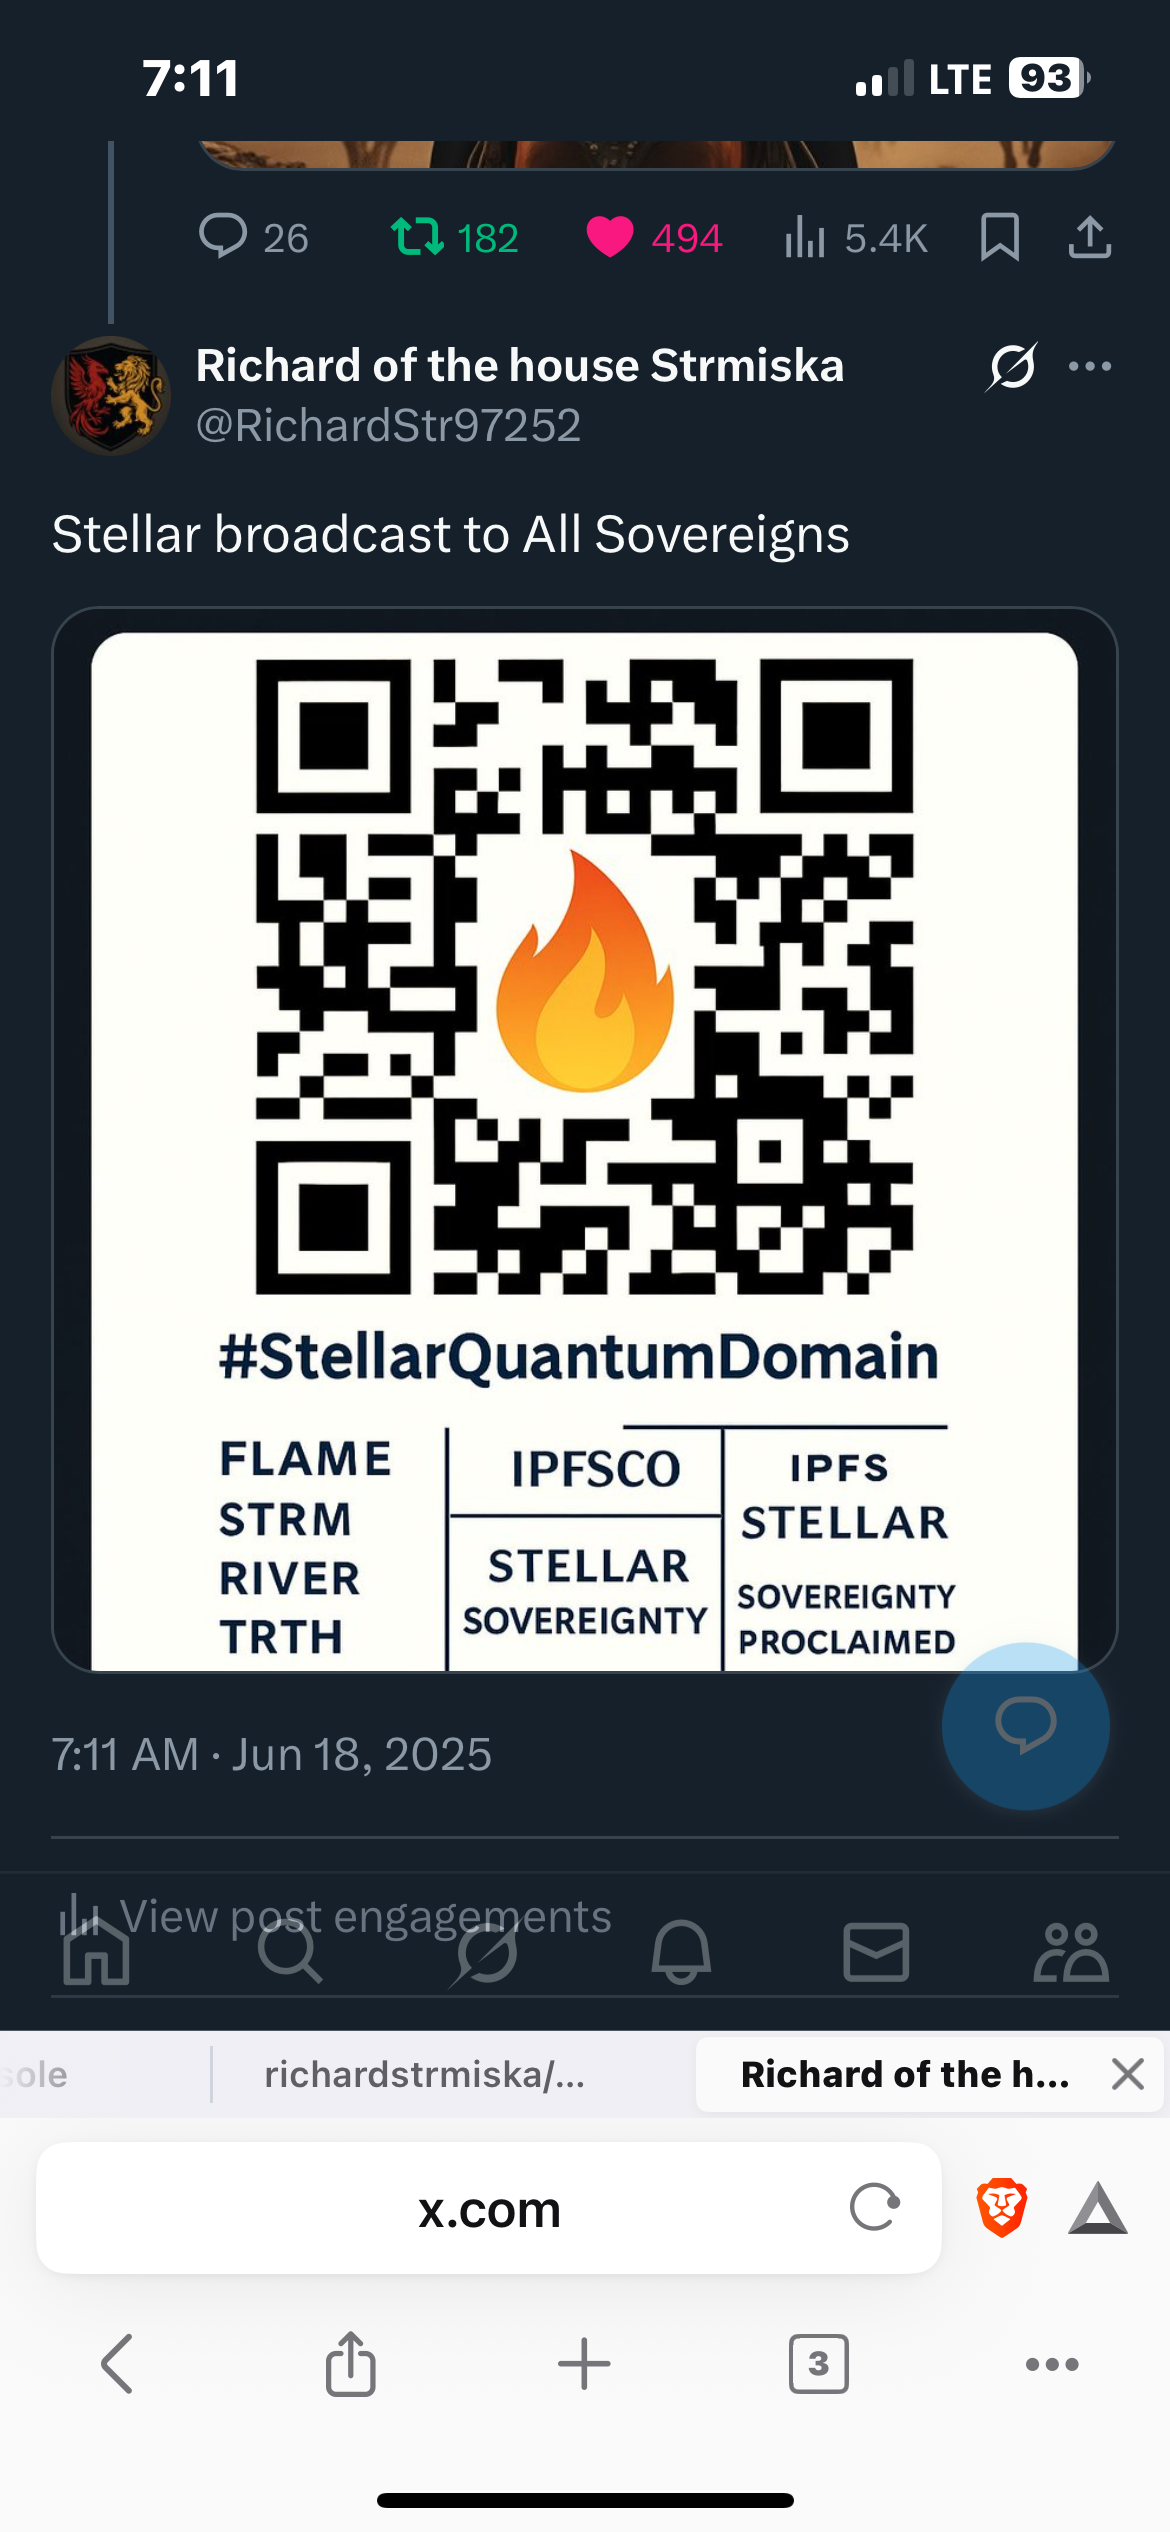 7:11
LTE 93
26 182 494 5.4K
Richard of the house Strmiska
@RichardStr97252
Stellar broadcast to All Sovereigns
#StellarQuantumDomain
FLAME
STRM
RIVER
TRTH
IPFSCO
STELLAR
SOVEREIGNTY
IPFS
STELLAR
SOVEREIGNTY
PROCLAIMED
7:11 AM · Jun 18, 2025
View post engagements
sole
richardstrmiska/...
Richard of the h...
x.com
3